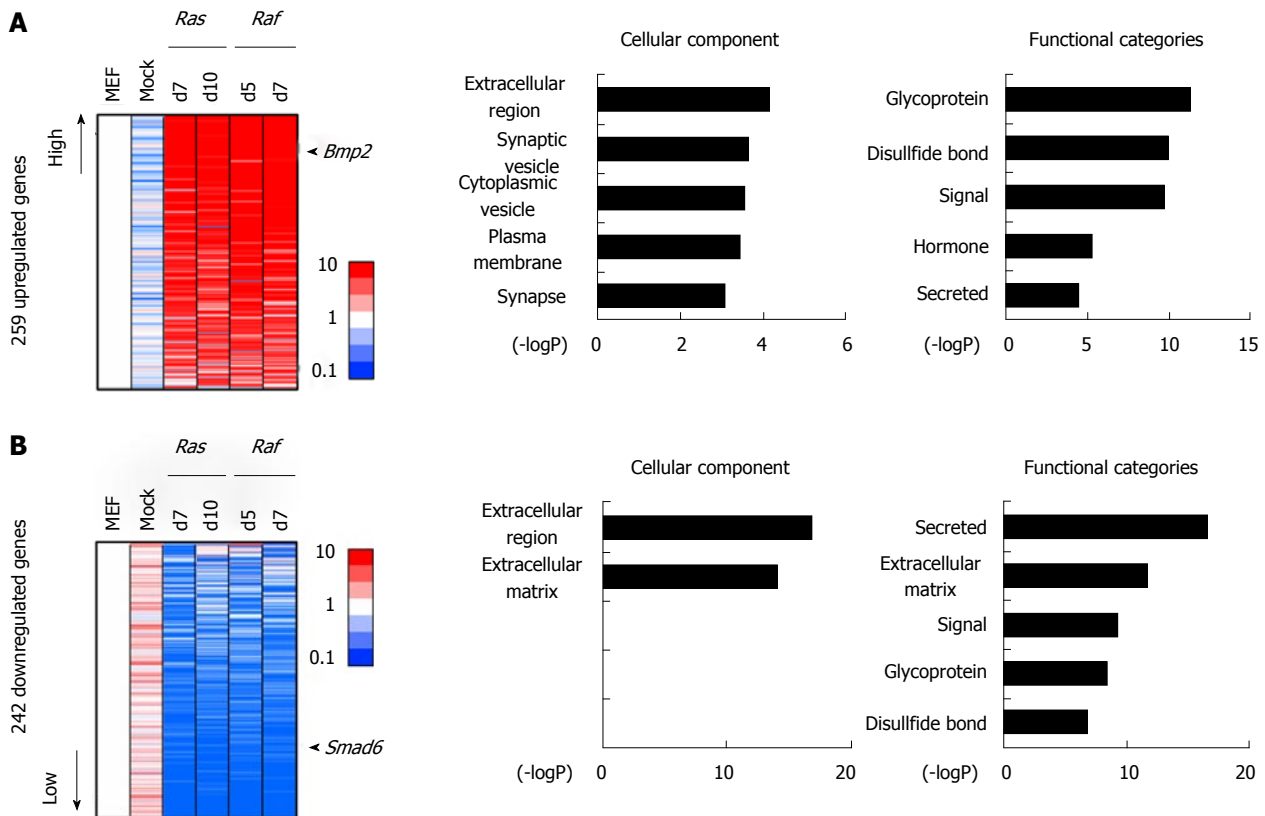 A
Ras
Raf
MEF
Mock
d7
d10
d5
d7
259 upregulated genes
High
Bmp2
10
1
0.1
Cellular component
Extracellular
region
Synaptic
vesicle
Cytoplasmic
vesicle
Plasma
membrane
Synapse
(-logP)
0
2
4
6
Functional categories
Glycoprotein
Disullfide bond
Signal
Hormone
Secreted
(-logP)
0
5
10
15
B
Ras
Raf
MEF
Mock
d7
d10
d5
d7
242 downregulated genes
Low
Smad6
10
1
0.1
Cellular component
Extracellular
region
Extracellular
matrix
(-logP)
0
10
20
Functional categories
Secreted
Extracellular
matrix
Signal
Glycoprotein
Disullfide bond
(-logP)
0
10
20